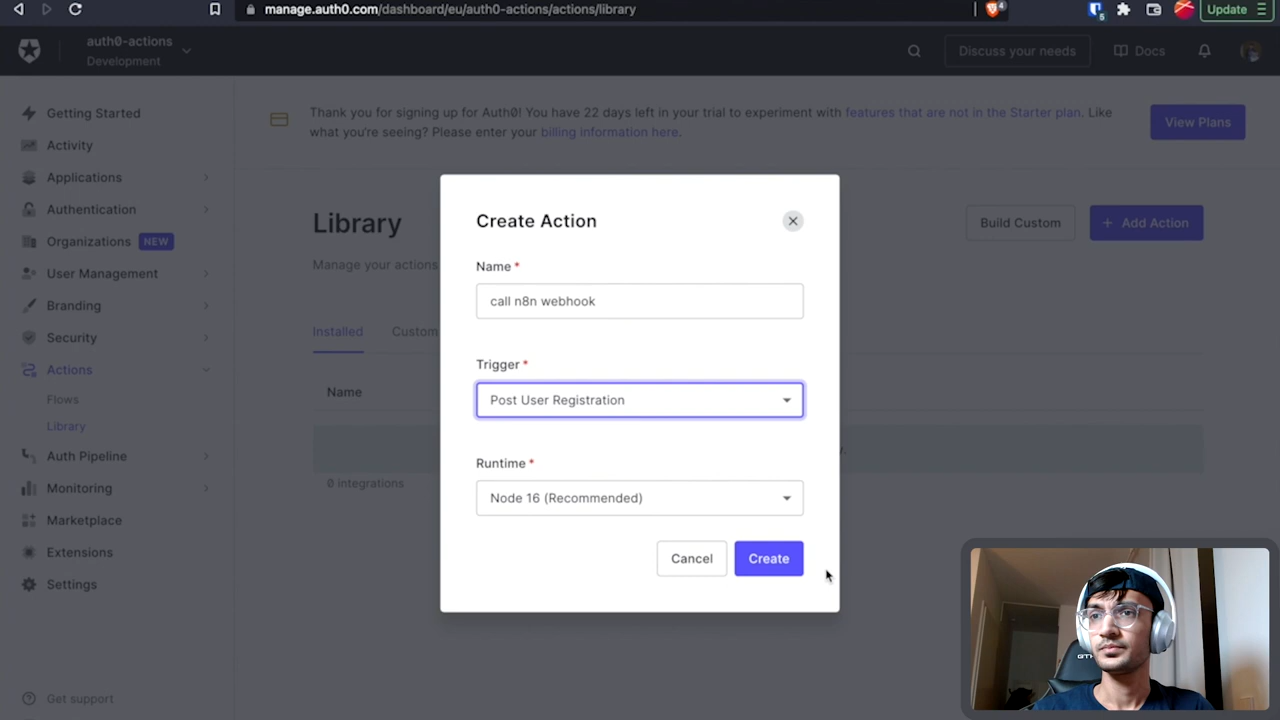 manage.auth0.com/dashboard/eu/auth0-actions/actions/library
4
5
Update
auth0-actions
Development
Discuss your needs
Docs
Getting Started
Activity
Applications
Authentication
Organizations NEW
User Management
Branding
Security
Actions
Flows
Library
Auth Pipeline
Monitoring
Marketplace
Extensions
Settings
Get support
Thank you for signing up for Auth0! You have 22 days left in your trial to experiment with features that are not in the Starter plan. Like
what you're seeing? Please enter your billing information here.
View Plans
Library
Build Custom
+ Add Action
Manage your actions
Installed
Custom
Name
0 integrations
Create Action
Name *
call n8n webhook
Trigger *
Post User Registration
Runtime *
Node 16 (Recommended)
Cancel
Create